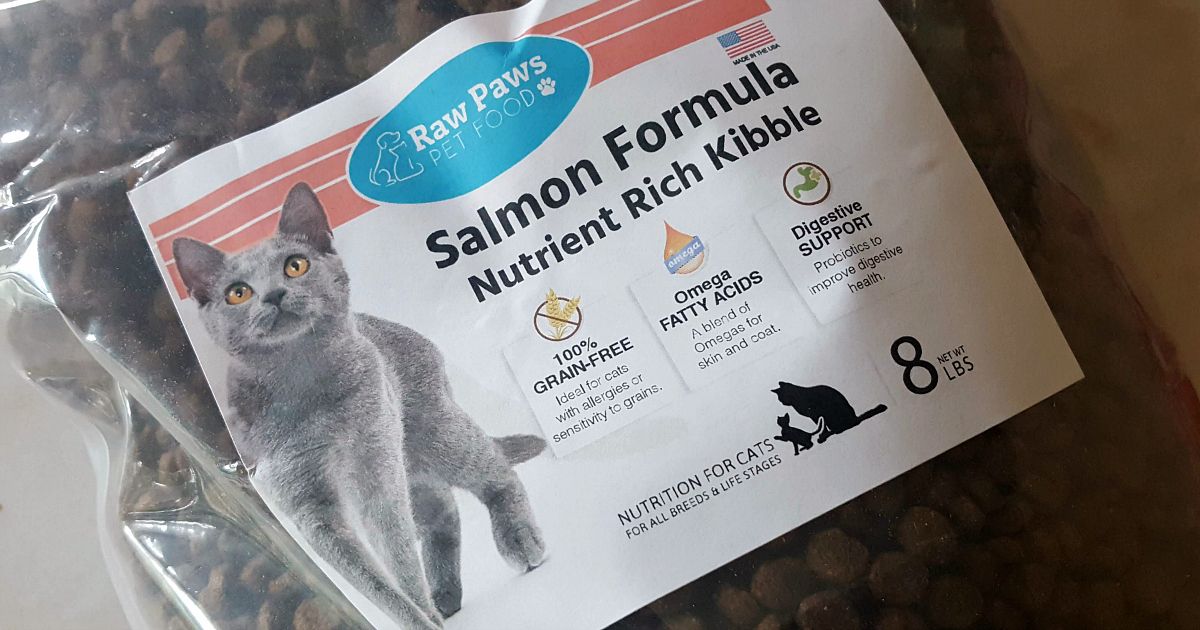 Raw Paws
PET FOOD
MADE IN THE USA
Salmon Formula
Nutrient Rich Kibble
100%
GRAIN-FREE
Ideal for cats
with allergies or
sensitivity to grains.
omega
Omega
FATTY ACIDS
A blend of
Omegas for
skin and coat.
Digestive
SUPPORT
Probiotics to
improve digestive
health.
8 NET WT
LBS
NUTRITION FOR CATS
FOR ALL BREEDS & LIFE STAGES